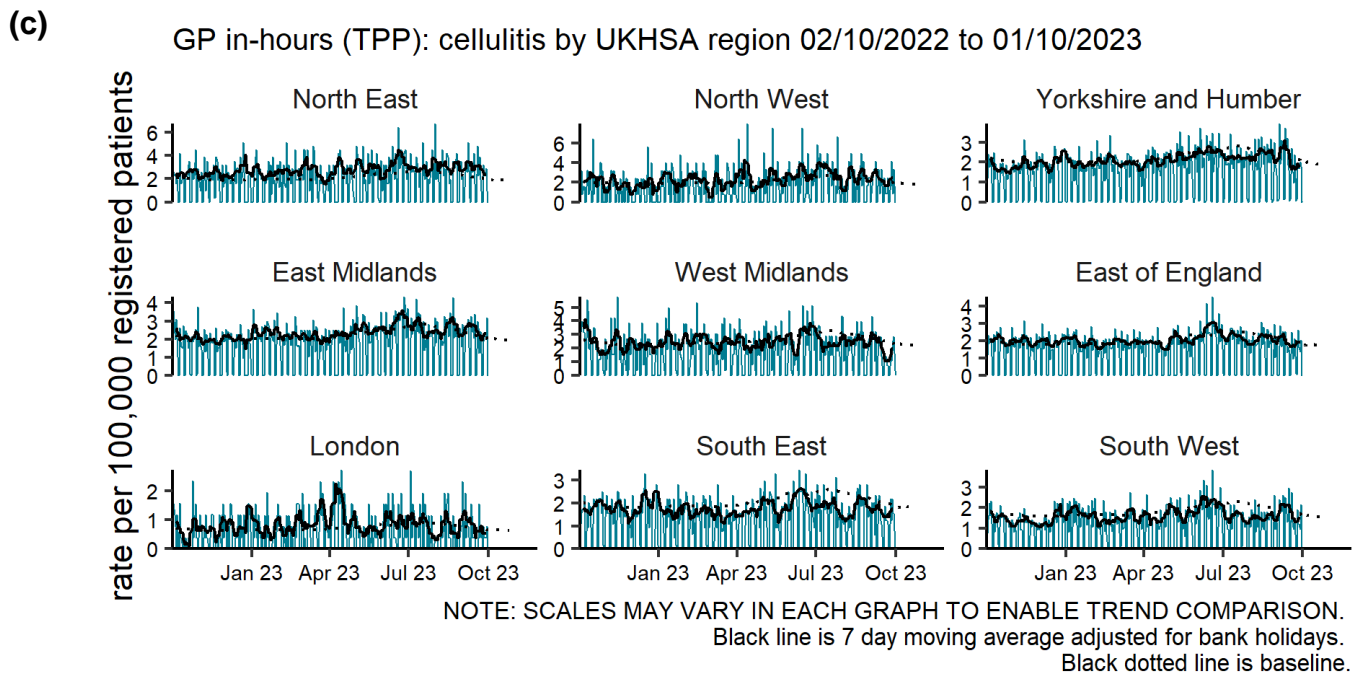 (c)
GP in-hours (TPP): cellulitis by UKHSA region 02/10/2022 to 01/10/2023
rate per 100,000 registered patients
North East
6
4
2
0
North West
6
4
2
0
Yorkshire and Humber
3
2
1
0
East Midlands
4
3
2
1
0
West Midlands
5
4
3
2
1
0
East of England
4
3
2
1
0
London
2
1
0
Jan 23 Apr 23 Jul 23 Oct 23
South East
3
2
1
0
Jan 23 Apr 23 Jul 23 Oct 23
South West
3
2
1
0
Jan 23 Apr 23 Jul 23 Oct 23
NOTE: SCALES MAY VARY IN EACH GRAPH TO ENABLE TREND COMPARISON.
Black line is 7 day moving average adjusted for bank holidays.
Black dotted line is baseline.